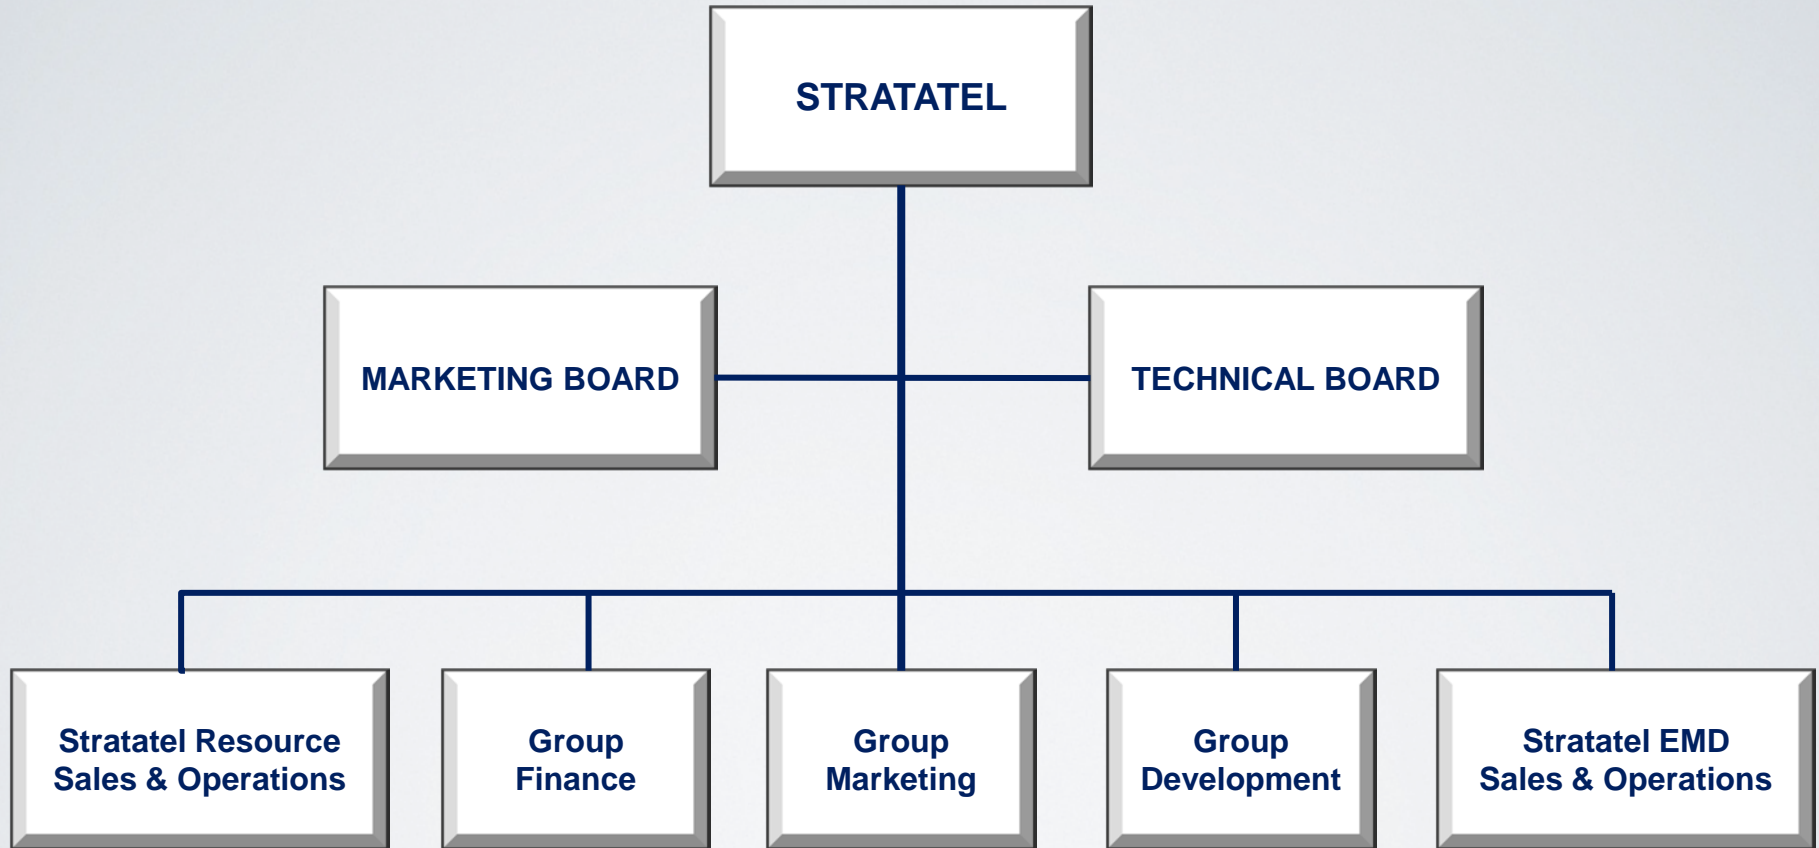 STRATATEL
MARKETING BOARD
TECHNICAL BOARD
Stratatel Resource
Sales & Operations
Group
Finance
Group
Marketing
Group
Development
Stratatel EMD
Sales & Operations